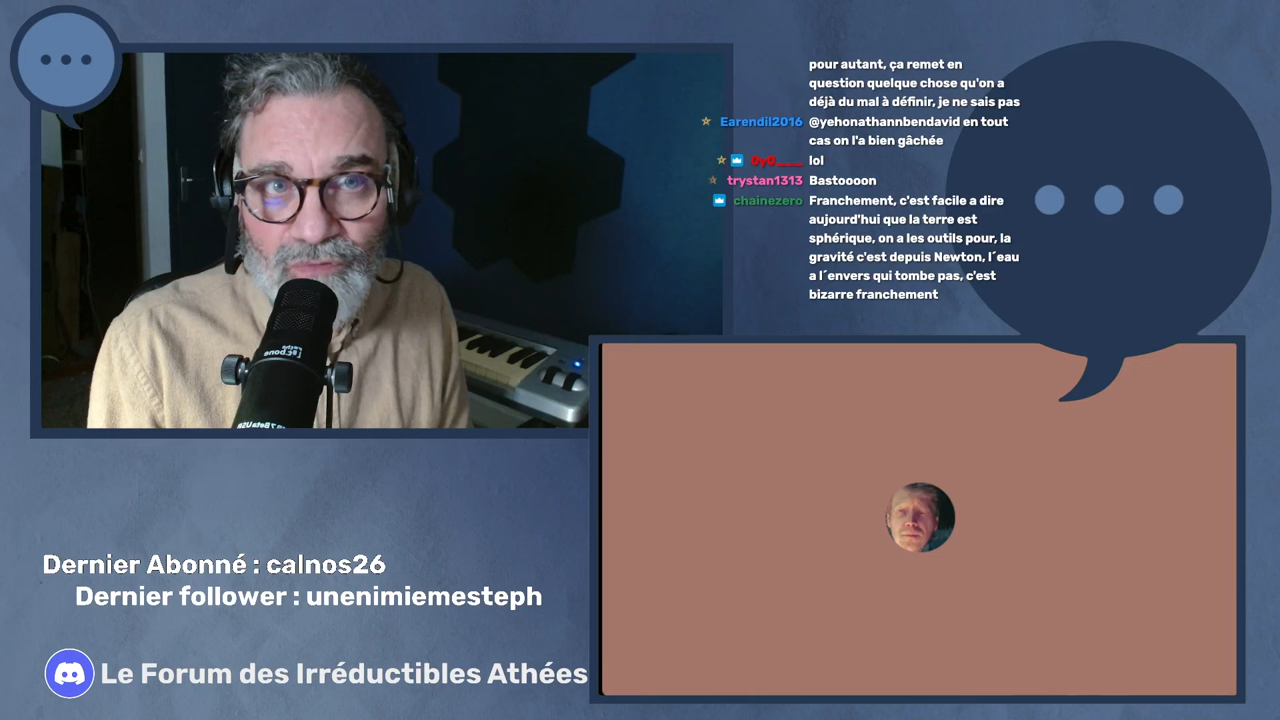 pour autant, ça remet en
question quelque chose qu'on a
déjà du mal à définir, je ne sais pas
Earendil2016 @yehonathannbendavid en tout
cas on l'a bien gâchée
0y0____ lol
trystan1313 Bastoooon
chainezero Franchement, c'est facile a dire
aujourd'hui que la terre est
sphérique, on a les outils pour, la
gravité c'est depuis Newton, l´eau
a l´envers qui tombe pas, c'est
bizarre franchement
Dernier Abonné : calnos26
Dernier follower : unenimiemesteph
Le Forum des Irréductibles Athées